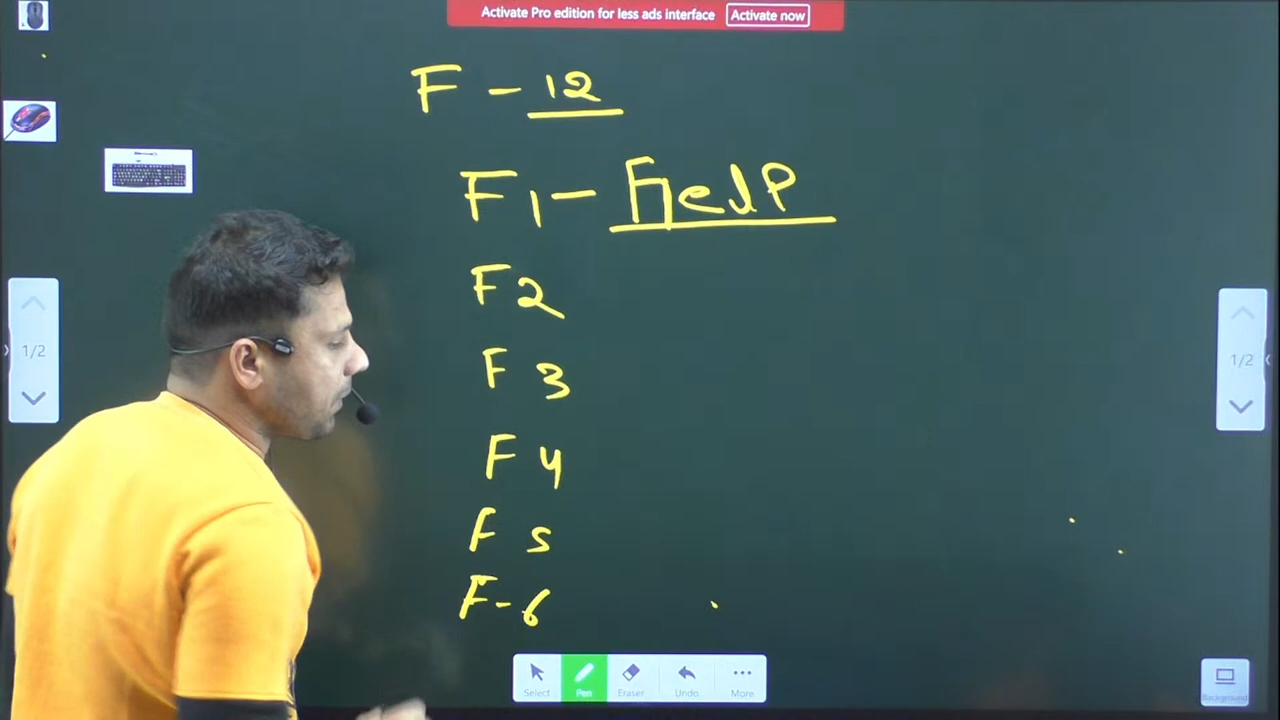 Activate Pro edition for less ads interface Activate now
F - 12
F1 - Help
F2
F3
F4
F5
F-6
1/2
1/2
Select Pen Eraser Undo More
Background